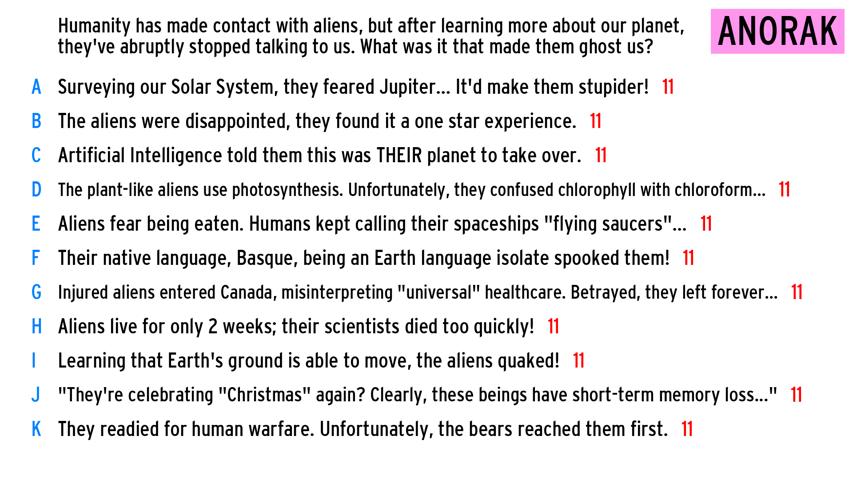 Humanity has made contact with aliens, but after learning more about our planet,
they've abruptly stopped talking to us. What was it that made them ghost us?
ANORAK
A Surveying our Solar System, they feared Jupiter... It'd make them stupider! 11
B The aliens were disappointed, they found it a one star experience. 11
C Artificial Intelligence told them this was THEIR planet to take over. 11
D The plant-like aliens use photosynthesis. Unfortunately, they confused chlorophyll with chloroform... 11
E Aliens fear being eaten. Humans kept calling their spaceships "flying saucers"... 11
F Their native language, Basque, being an Earth language isolate spooked them! 11
G Injured aliens entered Canada, misinterpreting "universal" healthcare. Betrayed, they left forever... 11
H Aliens live for only 2 weeks; their scientists died too quickly! 11
I Learning that Earth's ground is able to move, the aliens quaked! 11
J "They're celebrating "Christmas" again? Clearly, these beings have short-term memory loss..." 11
K They readied for human warfare. Unfortunately, the bears reached them first. 11